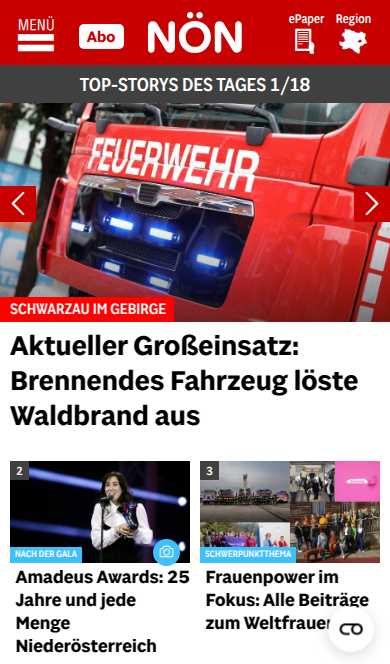 MENÜ
Abo
NÖN
ePaper
Region
TOP-STORYS DES TAGES 1/18
FEUERWEHR
SCHWARZAU IM GEBIRGE
Aktueller Großeinsatz:
Brennendes Fahrzeug löste
Waldbrand aus
2
NACH DER GALA
Amadeus Awards: 25
Jahre und jede
Menge
Niederösterreich
3
SCHWERPUNKTTHEMA
Frauenpower im
Fokus: Alle Beiträge
zum